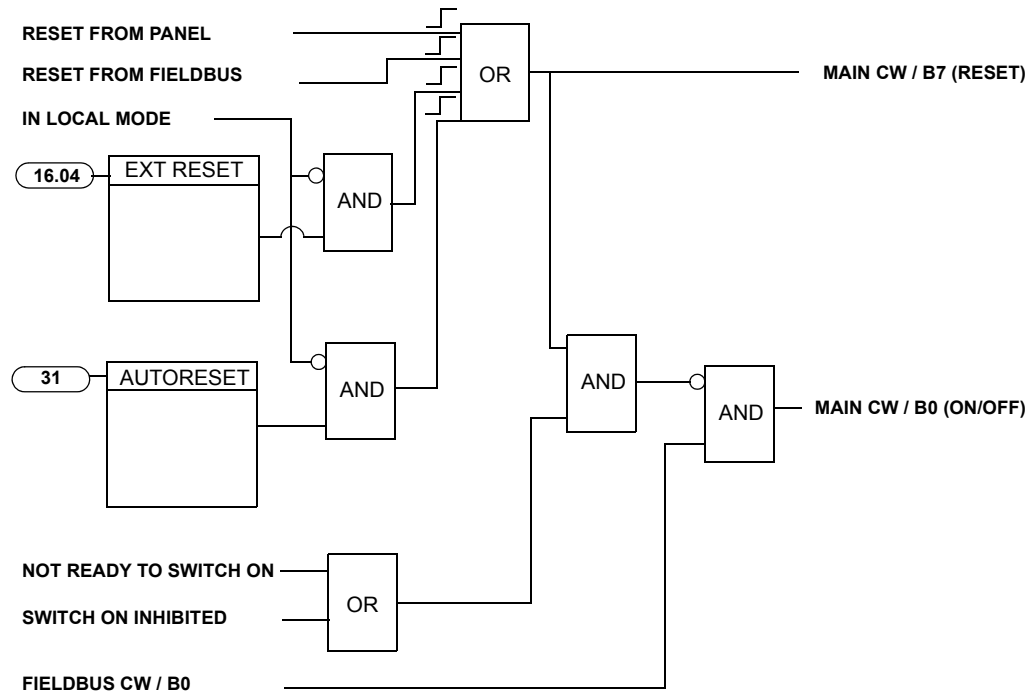 RESET FROM PANEL
RESET FROM FIELDBUS
OR
MAIN CW / B7 (RESET)
IN LOCAL MODE
16.04
EXT RESET
AND
31
AUTORESET
AND
AND
AND
MAIN CW / B0 (ON/OFF)
NOT READY TO SWITCH ON
OR
SWITCH ON INHIBITED
FIELDBUS CW / B0